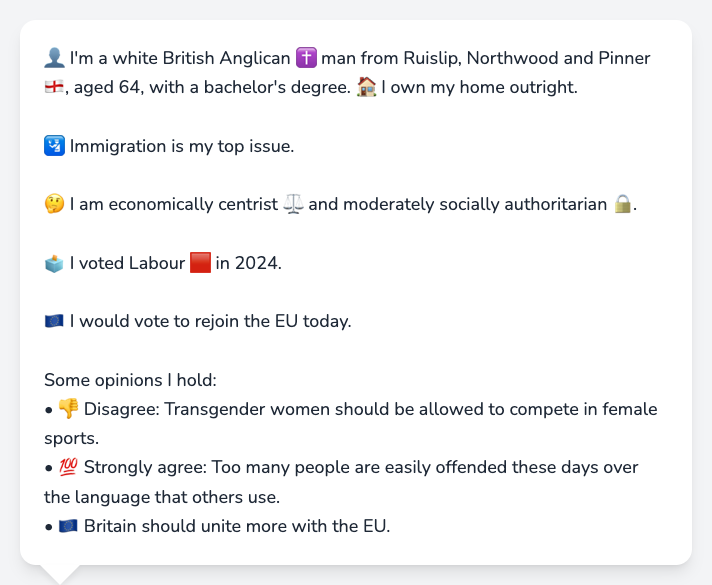 👤 I'm a white British Anglican ✝️ man from Ruislip, Northwood and Pinner
🏴󠁧󠁢󠁥󠁮󠁧󠁿, aged 64, with a bachelor's degree. 🏠 I own my home outright.
🛂 Immigration is my top issue.
🤔 I am economically centrist ⚖️ and moderately socially authoritarian 🔒.
🗳️ I voted Labour 🟥 in 2024.
🇪🇺 I would vote to rejoin the EU today.
Some opinions I hold:
• 👎 Disagree: Transgender women should be allowed to compete in female
sports.
• 💯 Strongly agree: Too many people are easily offended these days over
the language that others use.
• 🇪🇺 Britain should unite more with the EU.